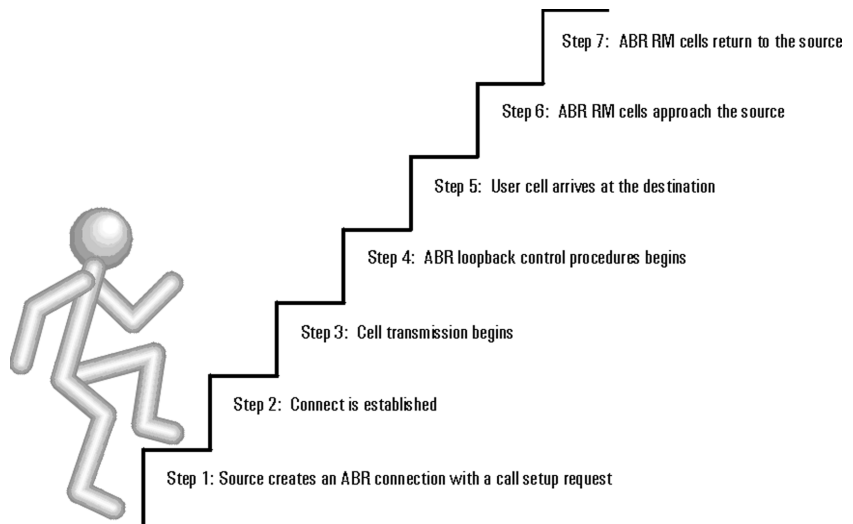 Step 7: ABR RM cells return to the source
Step 6: ABR RM cells approach the source
Step 5: User cell arrives at the destination
Step 4: ABR loopback control procedures begins
Step 3: Cell transmission begins
Step 2: Connect is established
Step 1: Source creates an ABR connection with a call setup request